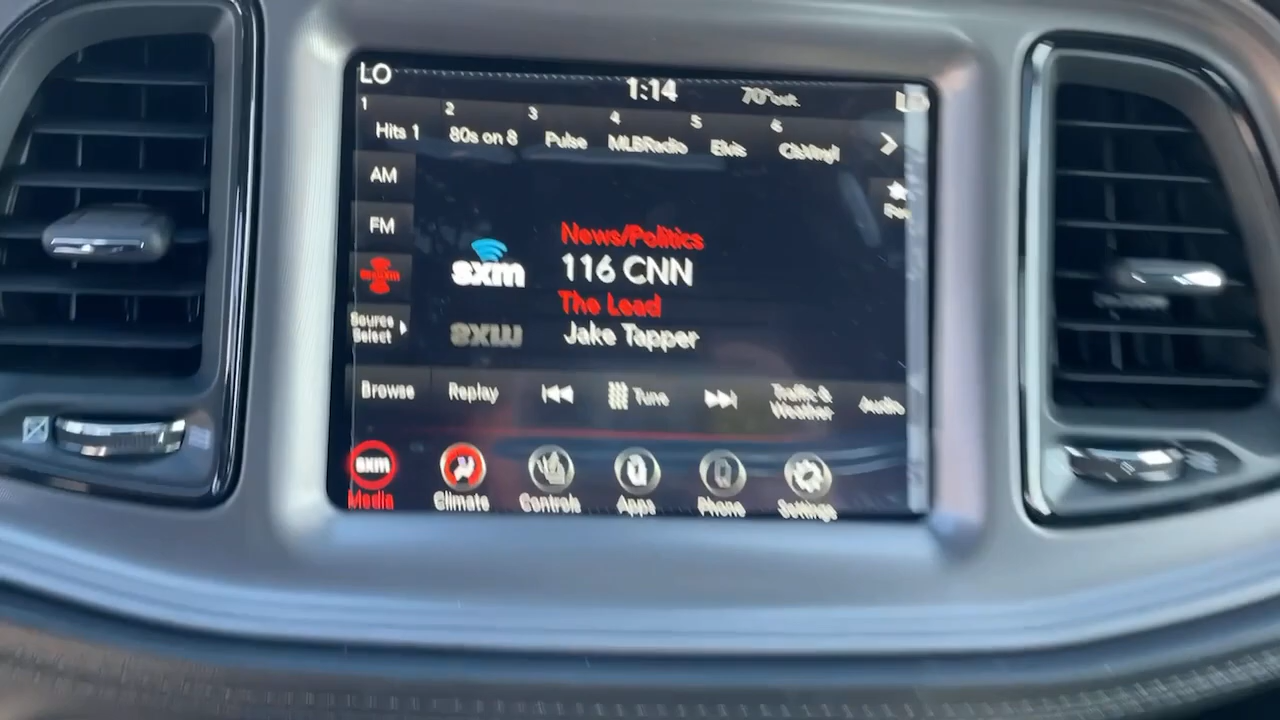 LO 1:14 70°out LO
1 2 3 4 5 6
Hits 1 80s on 8 Pulse MLBRadio Elvis ClsVinyl
AM
FM
Source
Select
sxm
News/Politics
116 CNN
The Lead
Jake Tapper
Browse Replay Tune Traffic &
Weather Audio
sxm
Media Climate Controls Apps Phone Settings